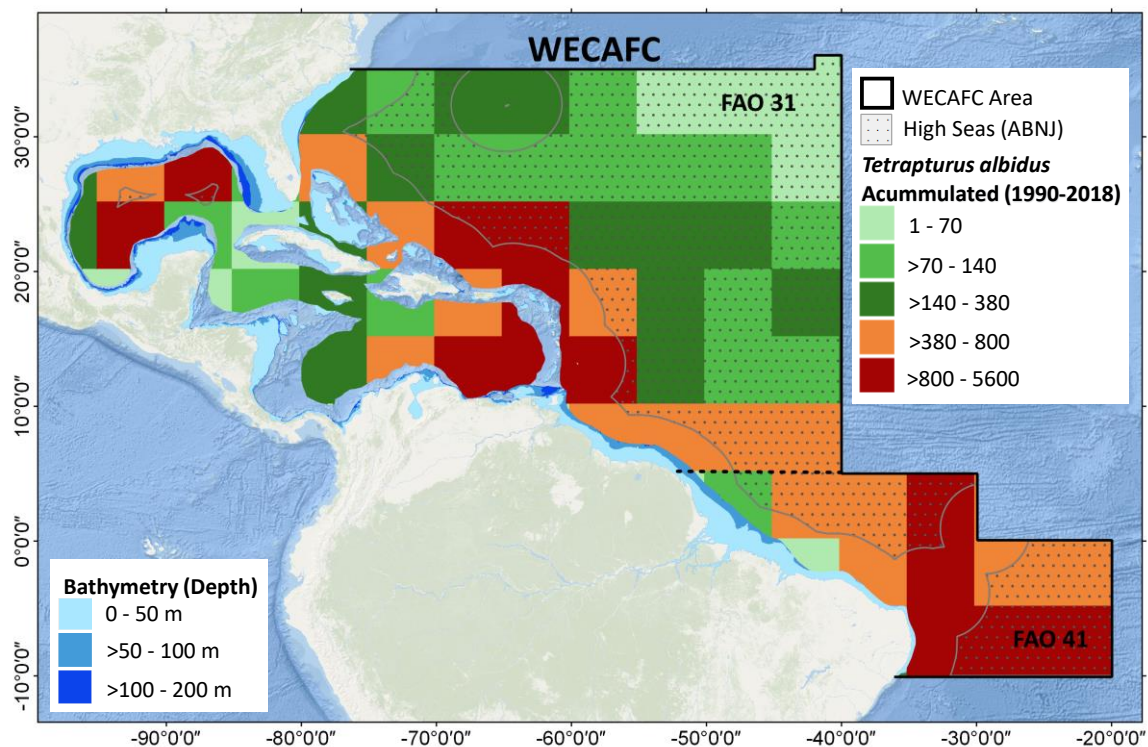 WECAFC
FAO 31
WECAFC Area
High Seas (ABNJ)
Tetrapturus albidus
Acummulated (1990-2018)
1 - 70
>70 - 140
>140 - 380
>380 - 800
>800 - 5600
30°0'0"
20°0'0"
10°0'0"
0°0'0"
-10°0'0"
FAO 41
Bathymetry (Depth)
0 - 50 m
>50 - 100 m
>100 - 200 m
-90°0'0" -80°0'0" -70°0'0" -60°0'0" -50°0'0" -40°0'0" -30°0'0" -20°0'0"